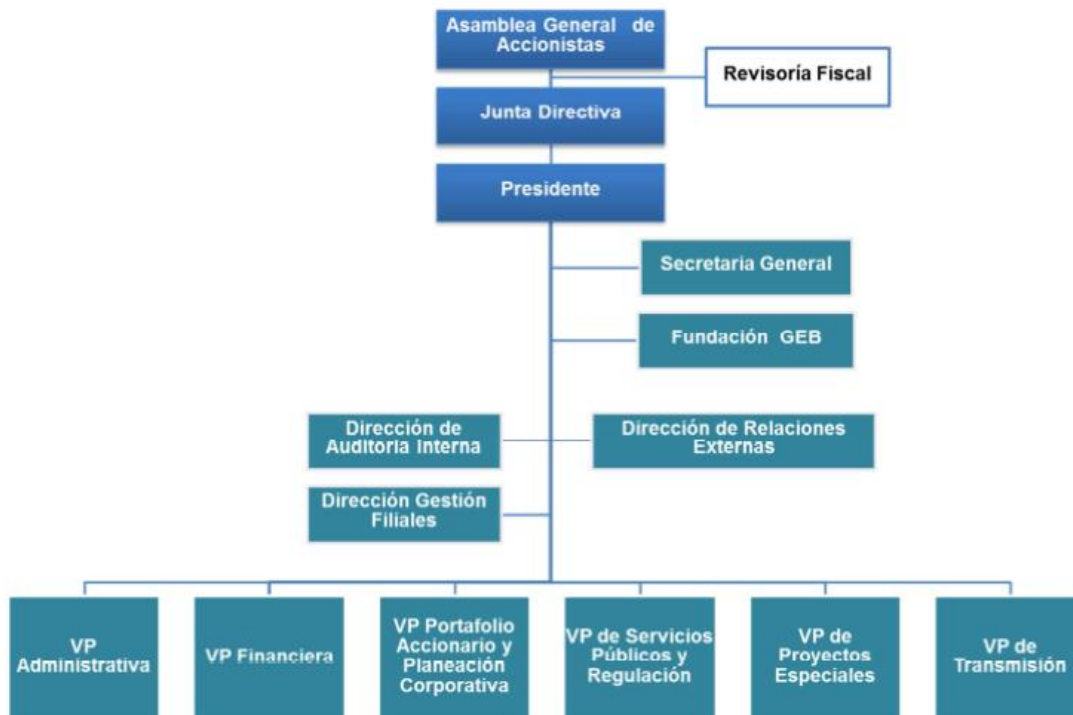 Asamblea General de
Accionistas
Revisoría Fiscal
Junta Directiva
Presidente
Secretaria General
Fundación GEB
Dirección de
Auditoria Interna
Dirección de Relaciones
Externas
Dirección Gestión
Filiales
VP
Administrativa
VP Financiera
VP Portafolio
Accionario y
Planeación
Corporativa
VP de Servicios
Públicos y
Regulación
VP de
Proyectos
Especiales
VP de
Transmisión